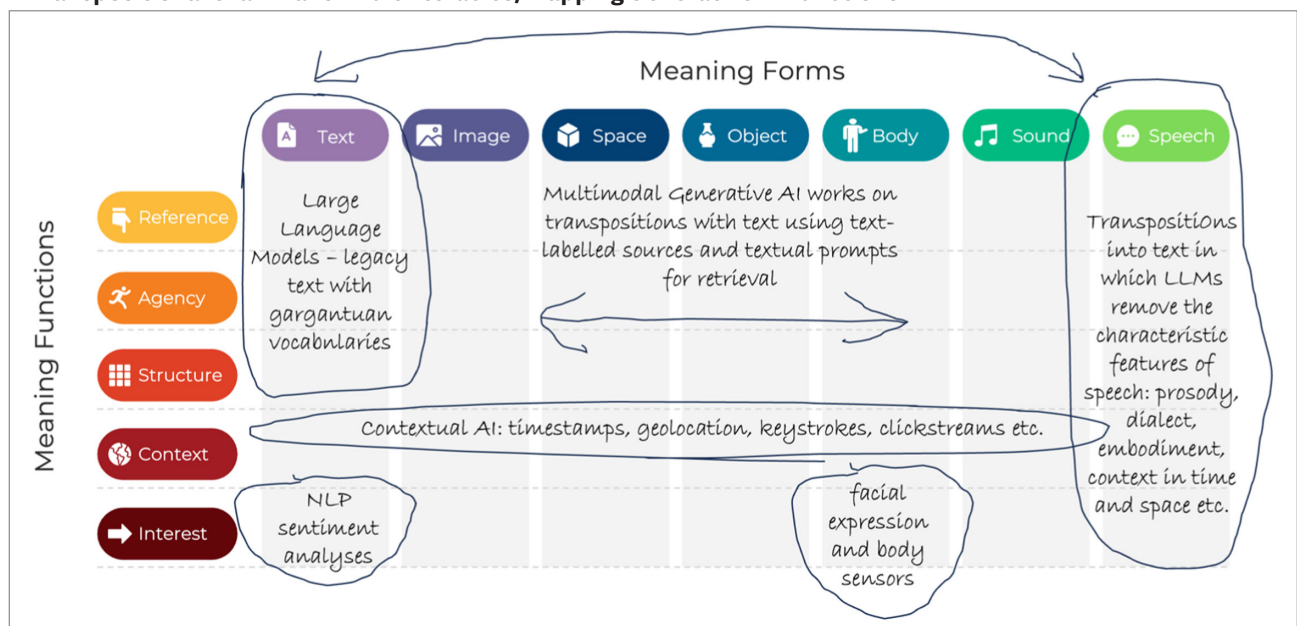 Meaning Forms
Text
Image
Space
Object
Body
Sound
Speech
Meaning Functions
Reference
Agency
Structure
Context
Interest
Large
Language
Models – legacy
text with
gargantuan
vocabnlaries
Multimodal Generative AI works on
transpositions with text using text-
labelled sources and textual prompts
for retrieval
TranspositiOns
into text in
which LLMs
remove the
characteristic
features of
speech: prosody,
dialect,
embodiment,
context in time
and space etc.
Contextual AI: timestamps, geolocation, keystrokes, clickstreams etc.
NLP
sentiment
analyses
facial
expression
and body
sensors